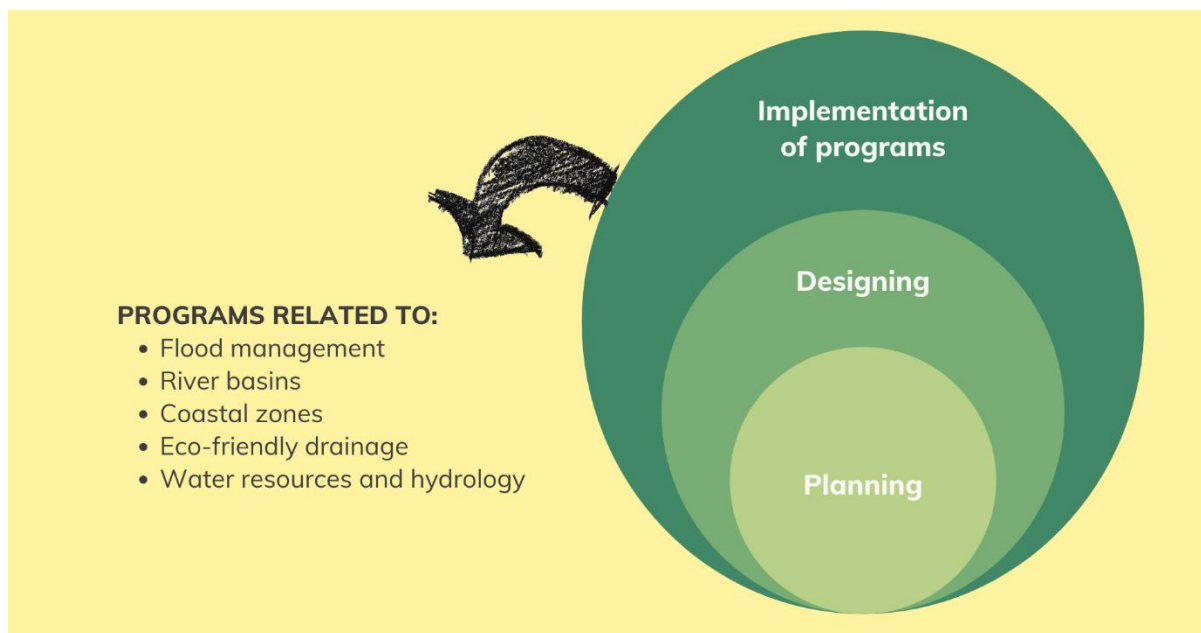 Implementation
of programs
Designing
Planning
PROGRAMS RELATED TO:
• Flood management
• River basins
• Coastal zones
• Eco-friendly drainage
• Water resources and hydrology